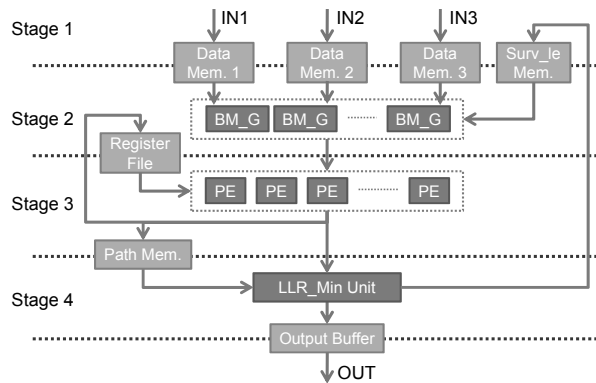 IN1
IN2
IN3
Stage 1
Data
Mem. 1
Data
Mem. 2
Data
Mem. 3
Surv_le
Mem.
Stage 2
BM_G
BM_G
BM_G
Register
File
Stage 3
PE
PE
PE
PE
Path Mem.
LLR_Min Unit
Stage 4
Output Buffer
OUT